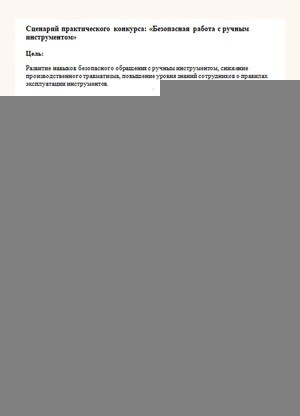 Сценарий практического конкурса: «Безопасная работа с ручным
инструментом»
Цель:
Развитие навыков безопасного обращения с ручным инструментом, снижение
производственного травматизма, повышение уровня знаний сотрудников о правилах
эксплуатации инструментов.